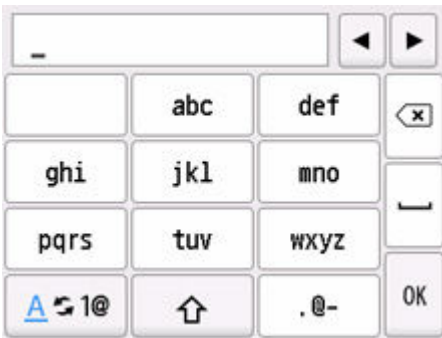 _
abc def
ghi jkl mno
pqrs tuv wxyz
A 1@ .@- OK